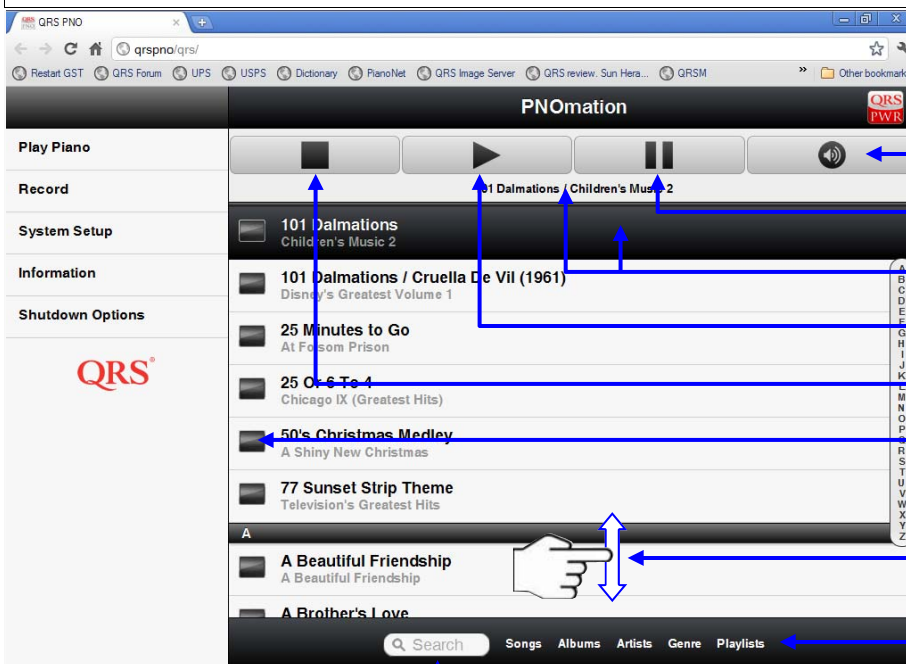 QRS PNO
qrspno/qrs/
Restart GST QRS Forum UPS USPS Dictionary PianoNet QRS Image Server QRS review. Sun Hera... QRSM » Other bookmark
PNOmation
QRS
PWR
Play Piano
Record
System Setup
Information
Shutdown Options
QRS
101 Dalmations / Children's Music 2
101 Dalmations
Children's Music 2
101 Dalmations / Cruella De Vil (1961)
Disney's Greatest Volume 1
25 Minutes to Go
At Folsom Prison
25 Or 6 To 4
Chicago IX (Greatest Hits)
50's Christmas Medley
A Shiny New Christmas
77 Sunset Strip Theme
Television's Greatest Hits
A
A Beautiful Friendship
A Beautiful Friendship
A Brother's Love
A
B
C
D
E
F
G
H
I
J
K
L
M
N
O
P
Q
R
S
T
U
V
W
X
Y
Z
Search Songs Albums Artists Genre Playlists